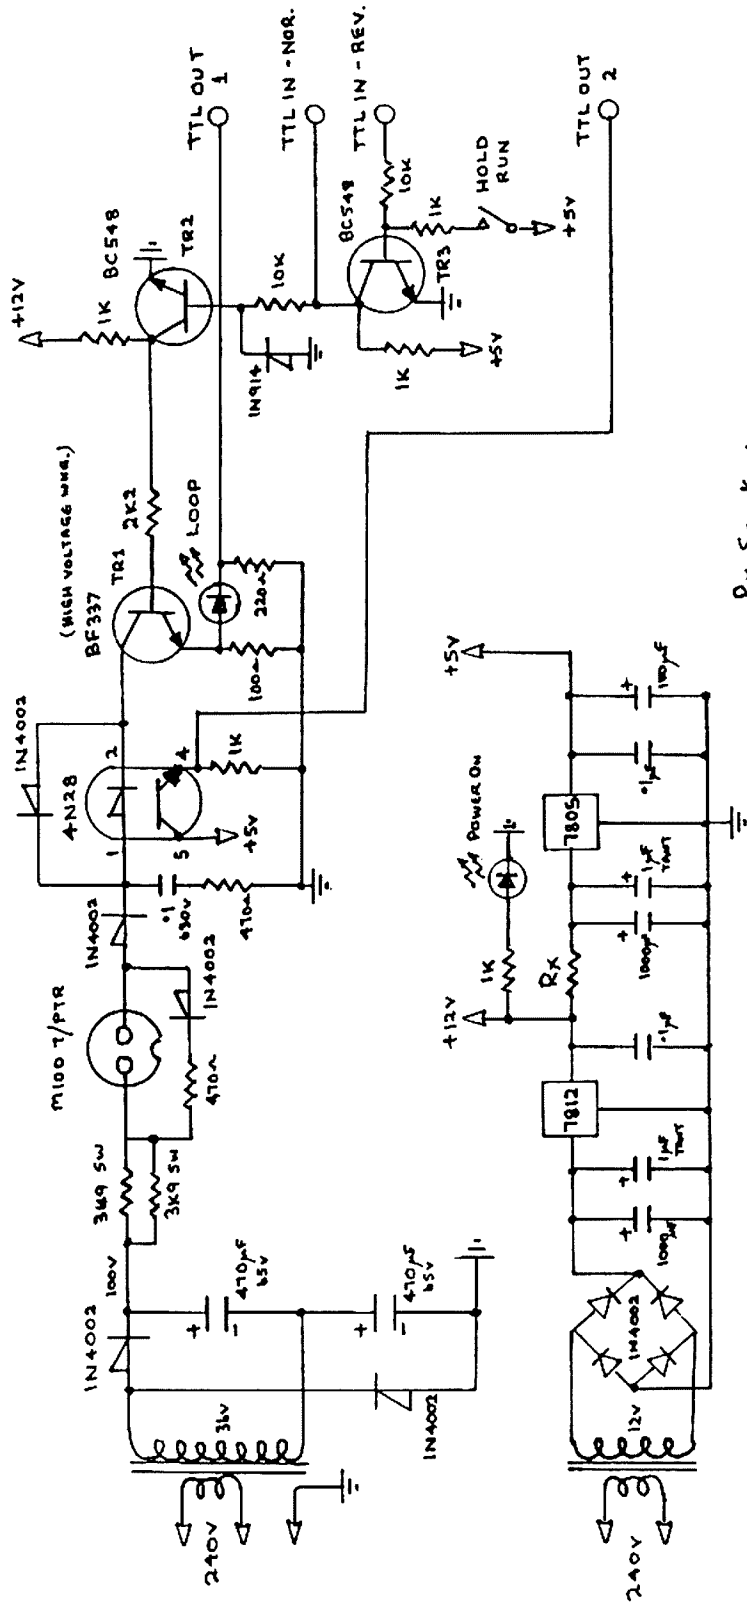 240V
36V
1N4002
1N4002
100V
470µF
65V
470µF
65V
3K9 5W
3K9 5W
M100 T/PTR
470Ω
1N4002
1N4002
.1
630V
470Ω
1N4002
4N28
1
2
5
4
+5V
1K
(HIGH VOLTAGE WKG.)
BF337
TR1
100Ω
220Ω
LOOP
2K2
+12V
1K
BC548
TR2
1N914
10K
1K
+5V
TR3
BC548
10K
1K
HOLD
RUN
+5V
TTL OUT
1
TTL IN - NOR.
TTL IN - REV.
TTL OUT
2
240V
12V
1N4002
1000
µF
1µF
TANT
7812
.1µF
+12V
1K
POWER ON
RX
1000µF
1µF
TANT
7805
.1µF
+5V